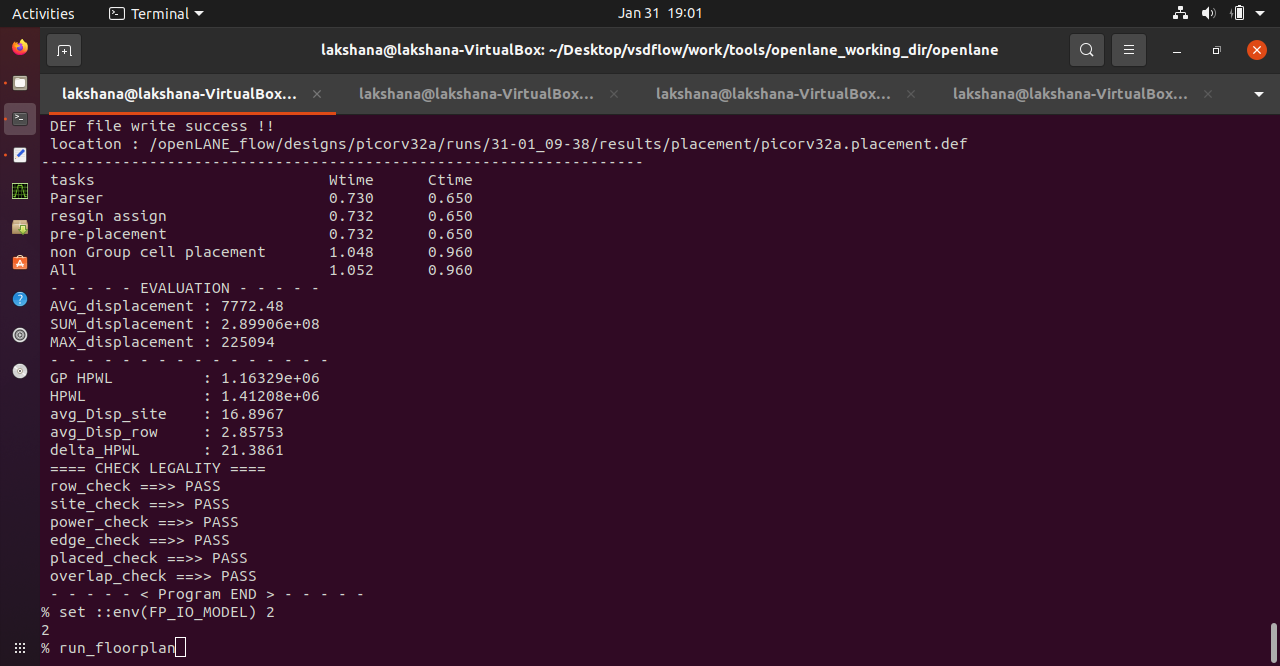 Activities Terminal Jan 31 19:01
lakshana@lakshana-VirtualBox: ~/Desktop/vsdflow/work/tools/openlane_working_dir/openlane
lakshana@lakshana-VirtualBox... × lakshana@lakshana-VirtualBox... × lakshana@lakshana-VirtualBox... × lakshana@lakshana-VirtualBox... ×
DEF file write success !!
location : /openLANE_flow/designs/picorv32a/runs/31-01_09-38/results/placement/picorv32a.placement.def
-------------------------------------------------------------------
tasks Wtime Ctime
Parser 0.730 0.650
resgin assign 0.732 0.650
pre-placement 0.732 0.650
non Group cell placement 1.048 0.960
All 1.052 0.960
- - - - - EVALUATION - - - - -
AVG_displacement : 7772.48
SUM_displacement : 2.89906e+08
MAX_displacement : 225094
- - - - - - - - - - - - - - - -
GP HPWL : 1.16329e+06
HPWL : 1.41208e+06
avg_Disp_site : 16.8967
avg_Disp_row : 2.85753
delta_HPWL : 21.3861
==== CHECK LEGALITY ====
row_check ==>> PASS
site_check ==>> PASS
power_check ==>> PASS
edge_check ==>> PASS
placed_check ==>> PASS
overlap_check ==>> PASS
- - - - - < Program END > - - - - -
% set ::env(FP_IO_MODEL) 2
2
% run_floorplan